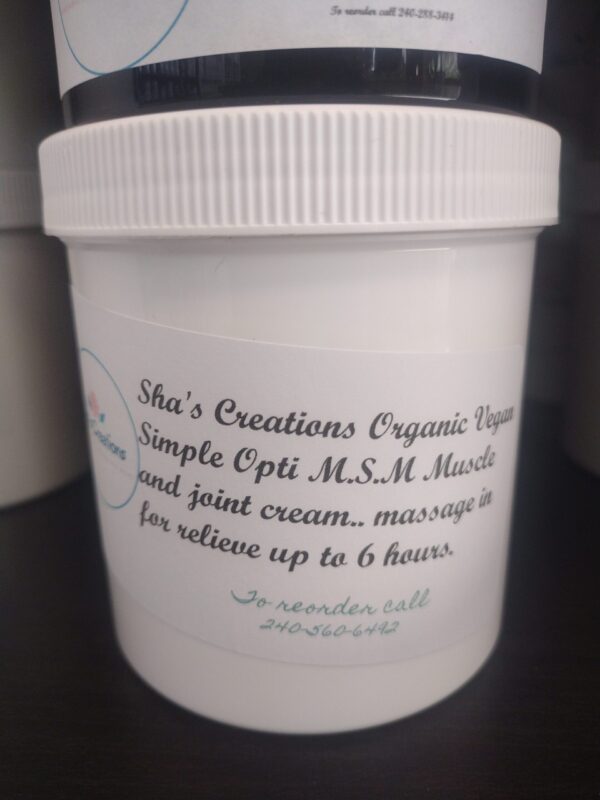 To reorder call 240-288-3414
Creations
Sha's Creations Organic Vegan
Simple Opti M.S.M Muscle
and joint cream.. massage in
for relieve up to 6 hours.
To reorder call
240-560-6492